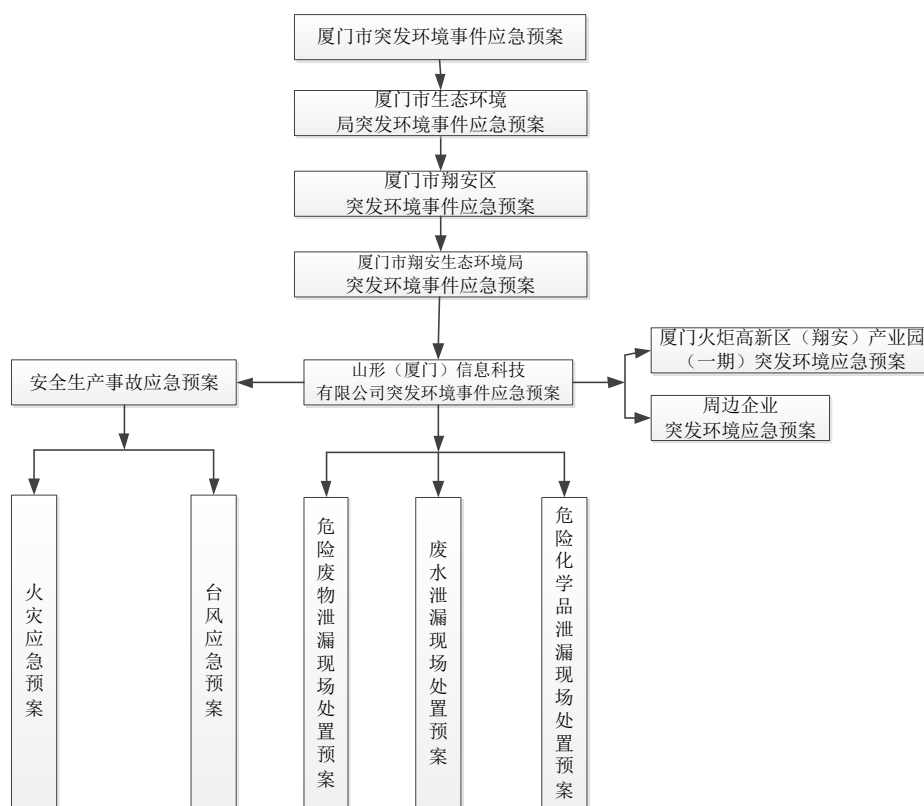 厦门市突发环境事件应急预案
厦门市生态环境
局突发环境事件应急预案
厦门市翔安区
突发环境事件应急预案
厦门市翔安生态环境局
突发环境事件应急预案
厦门火炬高新区（翔安）产业园
（一期）突发环境应急预案
安全生产事故应急预案
山形（厦门）信息科技
有限公司突发环境事件应急预案
周边企业
突发环境应急预案
火灾应急预案
台风应急预案
危险废物泄漏现场处置预案
废水泄漏现场处置预案
危险化学品泄漏现场处置预案